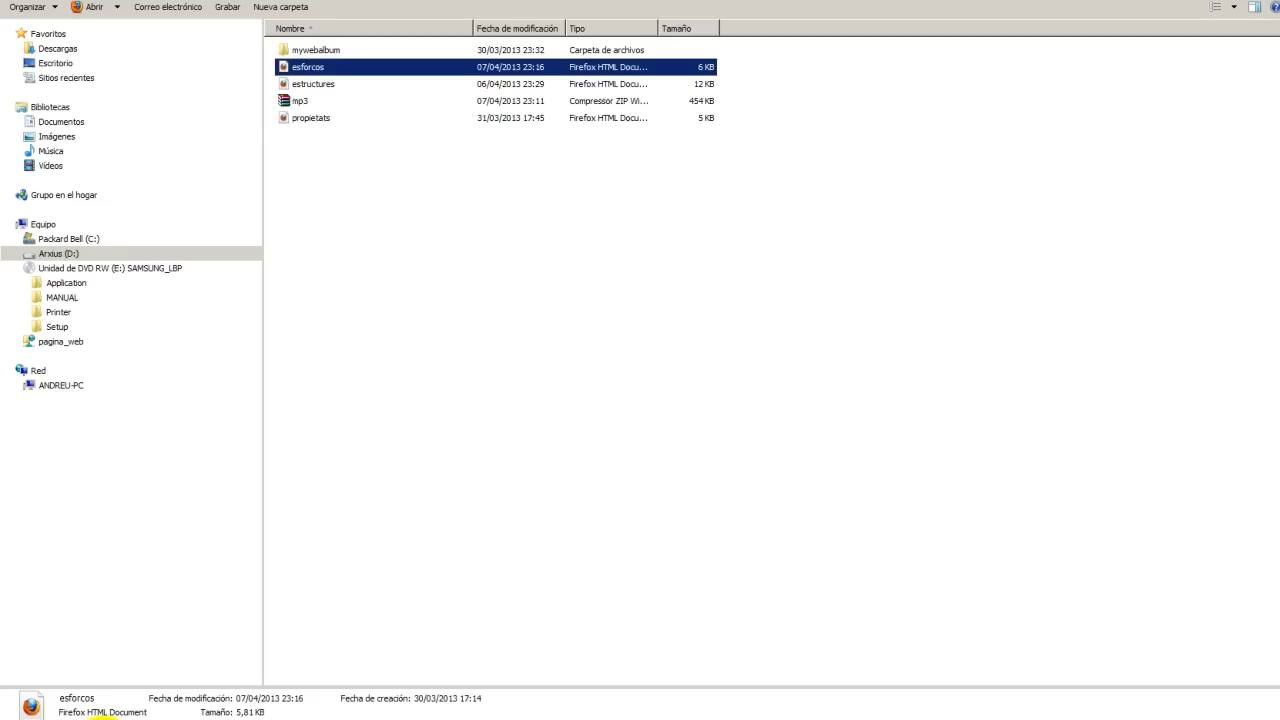 Organizar Abrir Correo electrónico Grabar Nueva carpeta
Nombre Fecha de modificación Tipo Tamaño
Favoritos
Descargas
Escritorio
Sitios recientes
Bibliotecas
Documentos
Imágenes
Música
Vídeos
Grupo en el hogar
Equipo
Packard Bell (C:)
Arxius (D:)
Unidad de DVD RW (E:) SAMSUNG_LBP
Application
MANUAL
Printer
Setup
pagina_web
Red
ANDREU-PC
mywebalbum 30/03/2013 23:32 Carpeta de archivos
esforcos 07/04/2013 23:16 Firefox HTML Docu... 6 KB
estructures 06/04/2013 23:29 Firefox HTML Docu... 12 KB
mp3 07/04/2013 23:11 Compressor ZIP Wi... 454 KB
propietats 31/03/2013 17:45 Firefox HTML Docu... 5 KB
esforcos Fecha de modificación: 07/04/2013 23:16 Fecha de creación: 30/03/2013 17:14
Firefox HTML Document Tamaño: 5,81 KB